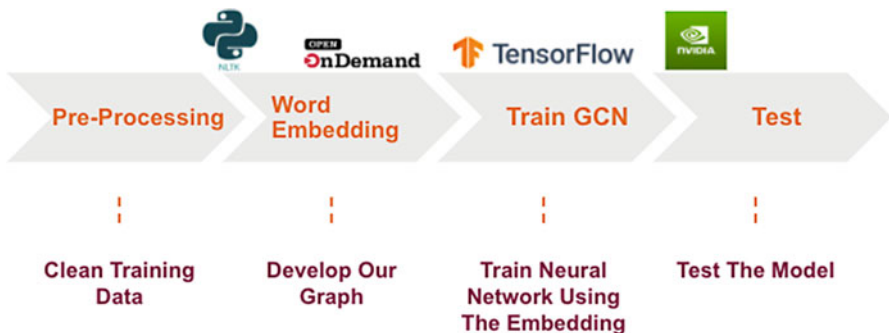 NLTK
OPEN
OnDemand
TensorFlow
NVIDIA
Pre-Processing
Word
Embedding
Train GCN
Test
Clean Training
Data
Develop Our
Graph
Train Neural
Network Using
The Embedding
Test The Model